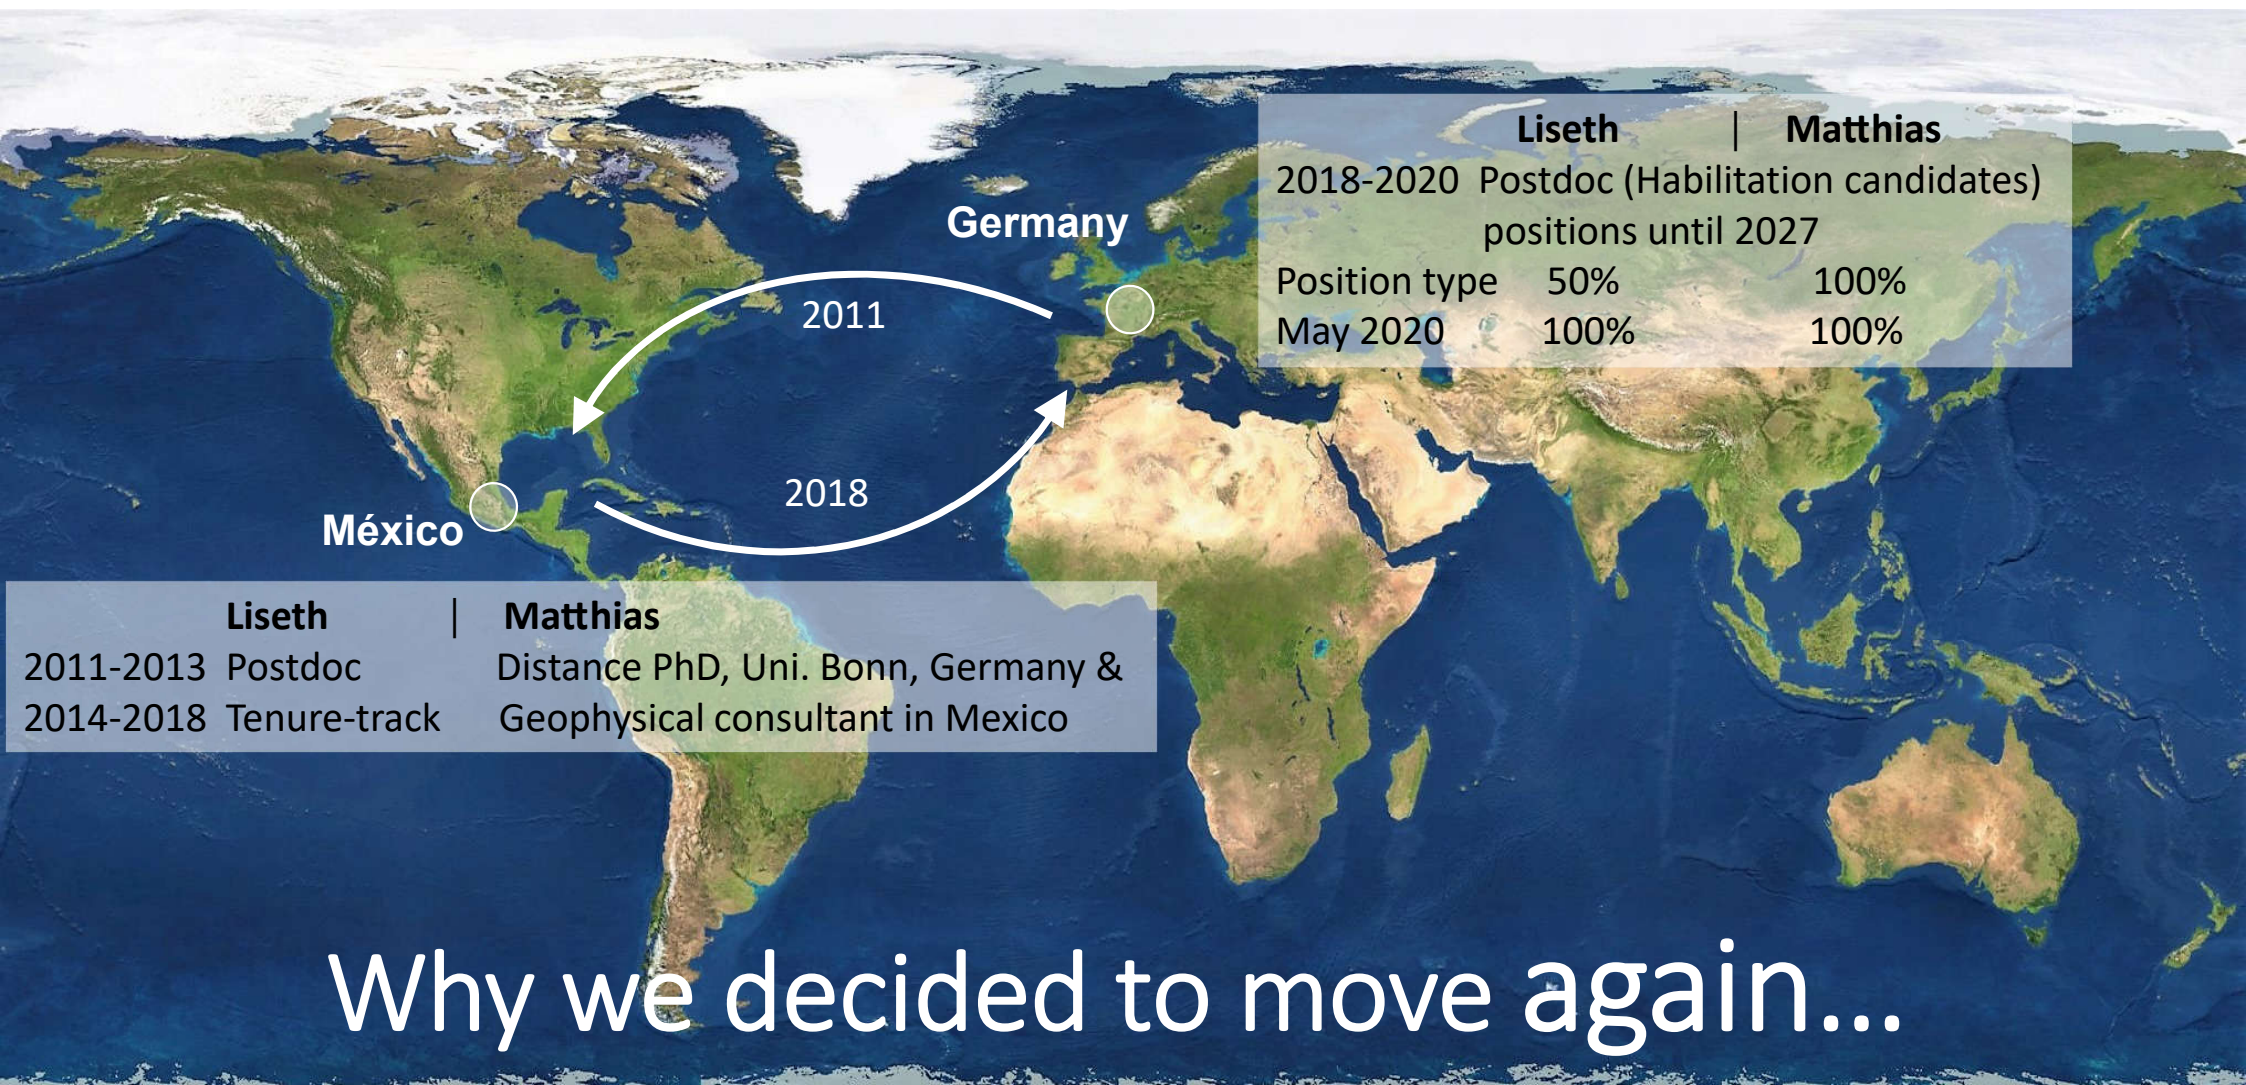 Liseth | Matthias
2018-2020 Postdoc (Habilitation candidates)
positions until 2027
Position type 50% 100%
May 2020 100% 100%
Germany
2011
2018
México
Liseth | Matthias
2011-2013 Postdoc Distance PhD, Uni. Bonn, Germany &
2014-2018 Tenure-track Geophysical consultant in Mexico
Why we decided to move again...